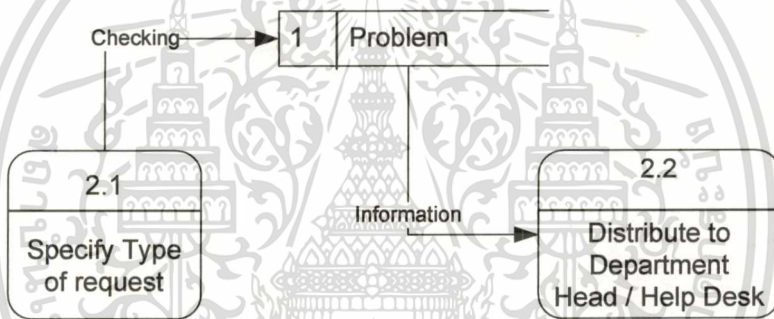 Checking
1 Problem
2.1
Specify Type
of request
Information
2.2
Distribute to
Department
Head / Help Desk